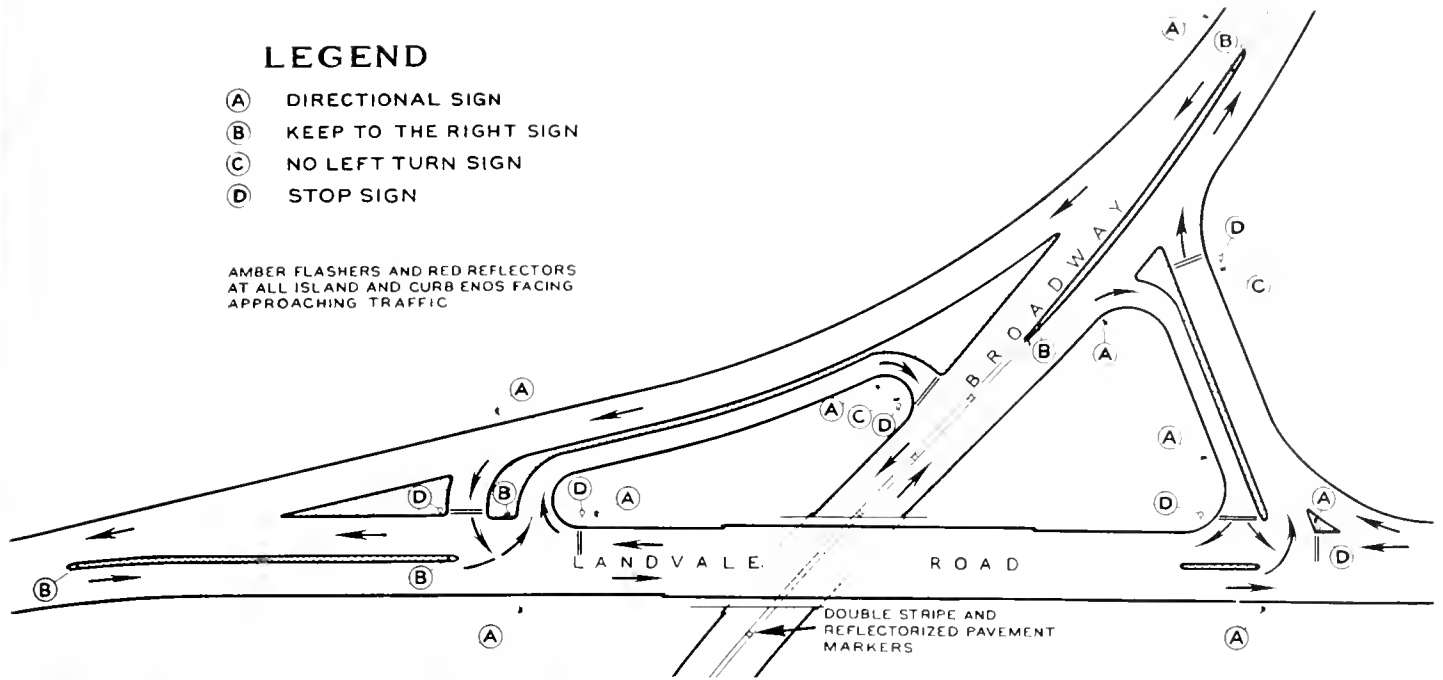 LEGEND
A DIRECTIONAL SIGN
B KEEP TO THE RIGHT SIGN
C NO LEFT TURN SIGN
D STOP SIGN
AMBER FLASHERS AND RED REFLECTORS
AT ALL ISLAND AND CURB ENDS FACING
APPROACHING TRAFFIC
A
B
D
C
BROADWAY
B
A
A
A
C
D
A
D
B
D
A
D
A
D
LANDVALE ROAD
B
B
DOUBLE STRIPE AND
REFLECTORIZED PAVEMENT
MARKERS
A
A